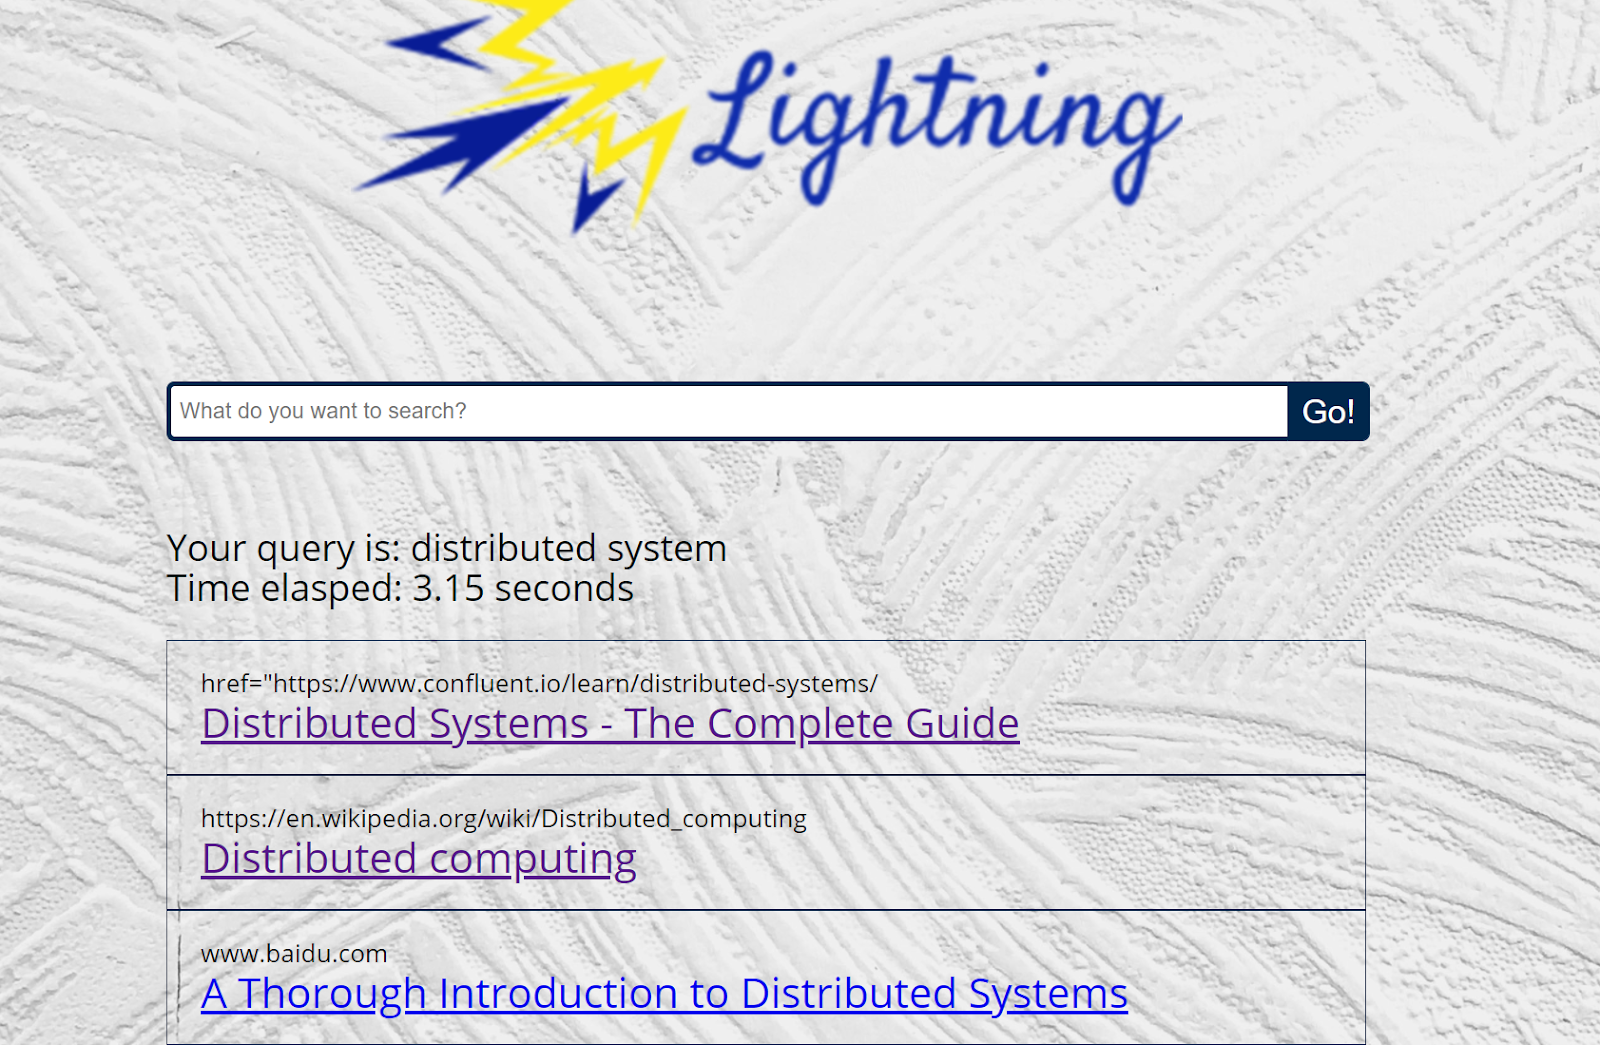 Lightning
What do you want to search?
Go!
Your query is: distributed system
Time elasped: 3.15 seconds
href="https://www.confluent.io/learn/distributed-systems/
Distributed Systems - The Complete Guide
https://en.wikipedia.org/wiki/Distributed_computing
Distributed computing
www.baidu.com
A Thorough Introduction to Distributed Systems